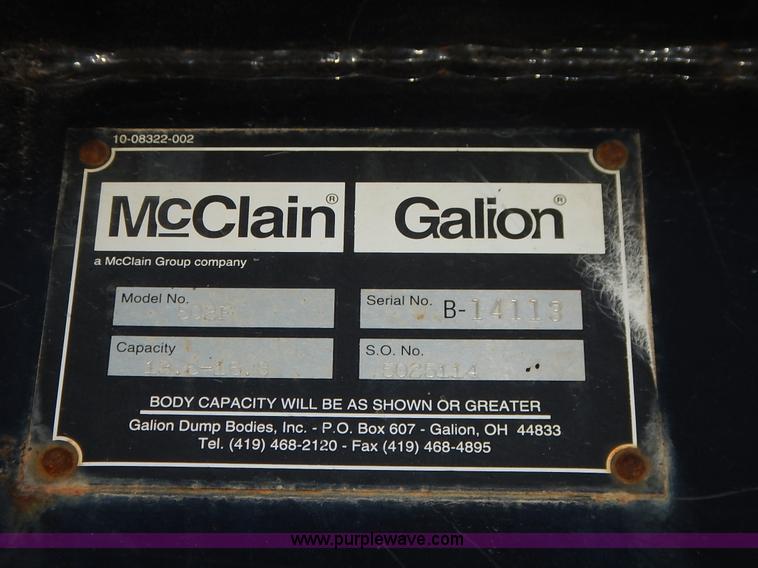 10-08322-002
McClain® Galion®
a McClain Group company
Model No.
Serial No. B-14113
Capacity
S.O. No. 5025114
BODY CAPACITY WILL BE AS SHOWN OR GREATER
Galion Dump Bodies, Inc. - P.O. Box 607 - Galion, OH 44833
Tel. (419) 468-2120 - Fax (419) 468-4895
www.purplewave.com